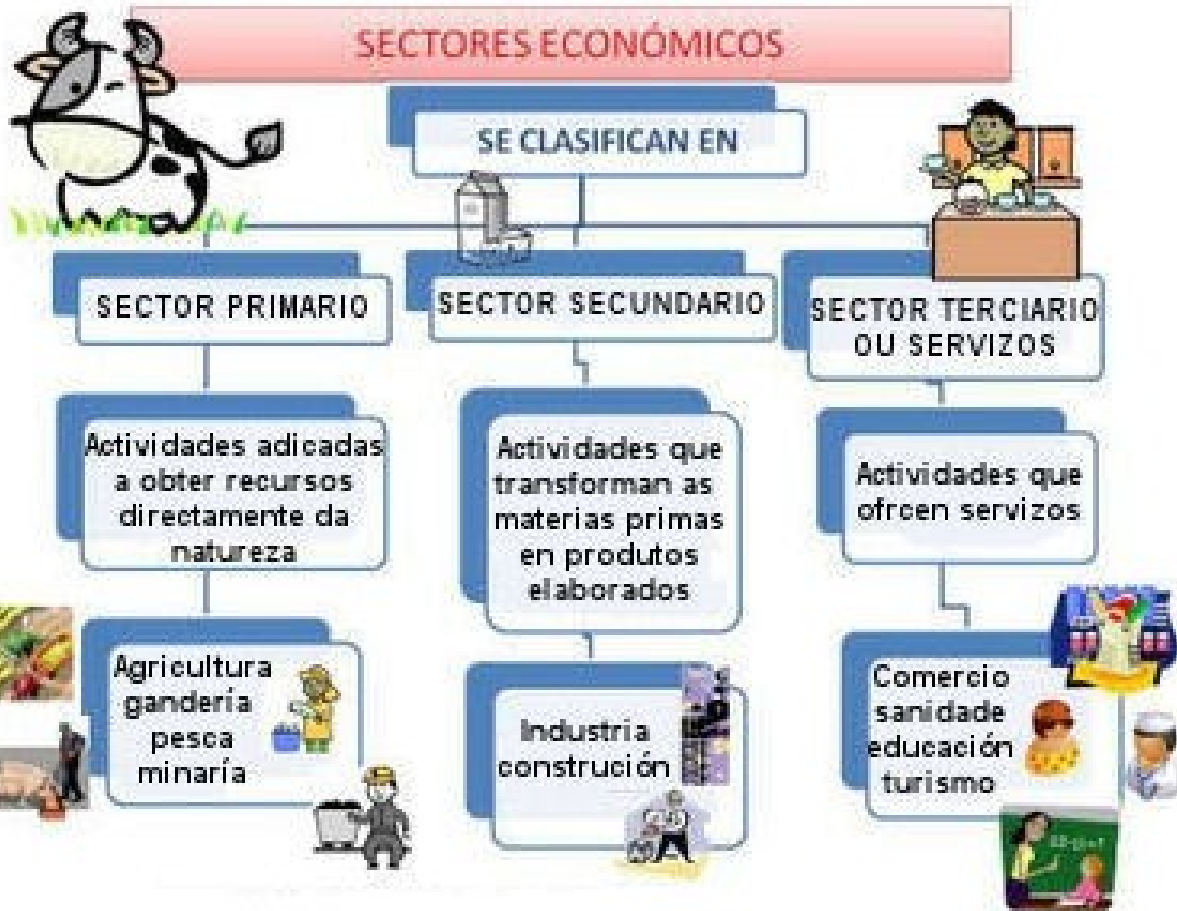 SECTORES ECONÓMICOS
SE CLASIFICAN EN
SECTOR PRIMARIO
SECTOR SECUNDARIO
SECTOR TERCIARIO
OU SERVIZOS
Actividades adicadas
a obter recursos
directamente da
natureza
Actividades que
transforman as
materias primas
en produtos
elaborados
Actividades que
ofrcen servizos
Agricultura
gandería
pesca
minaría
Industria
construción
Comercio
sanidade
educación
turismo